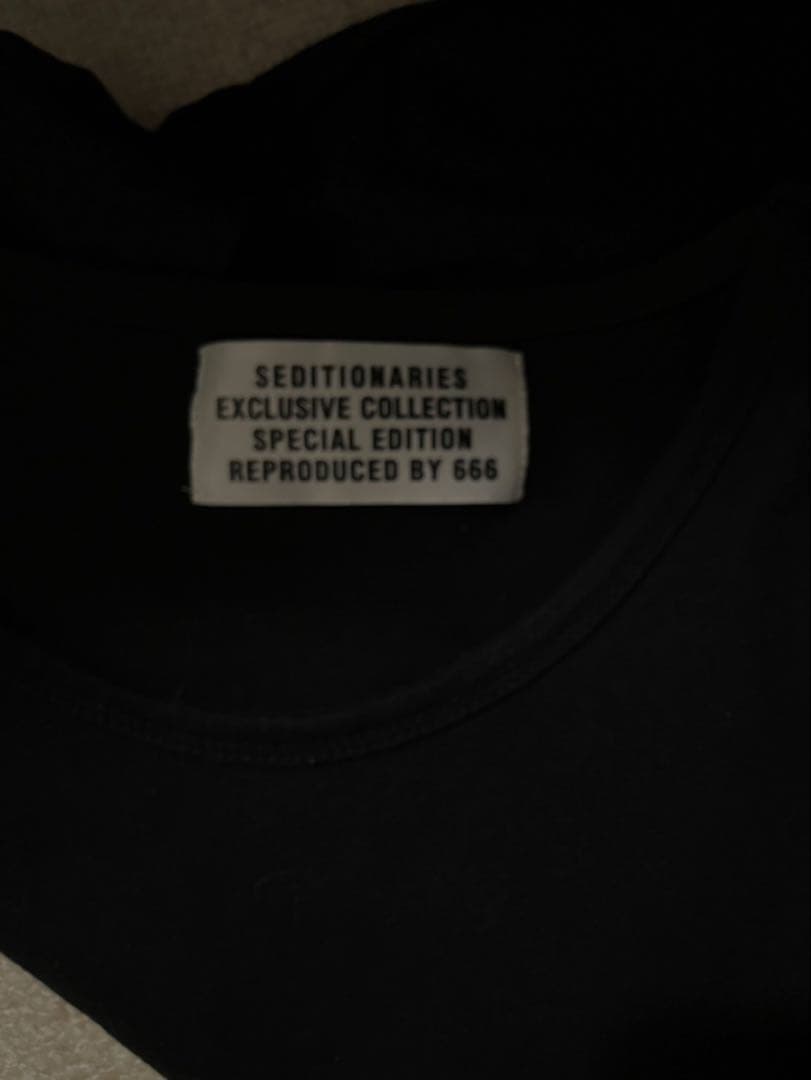 SEDITIONARIES
EXCLUSIVE COLLECTION
SPECIAL EDITION
REPRODUCED BY 666